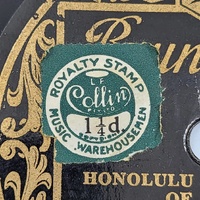 ROYALTY STAMP
L.F.
Collin
PTY LTD
1¼d
MUSIC WAREHOUSEMEN
HONOLULU
OF